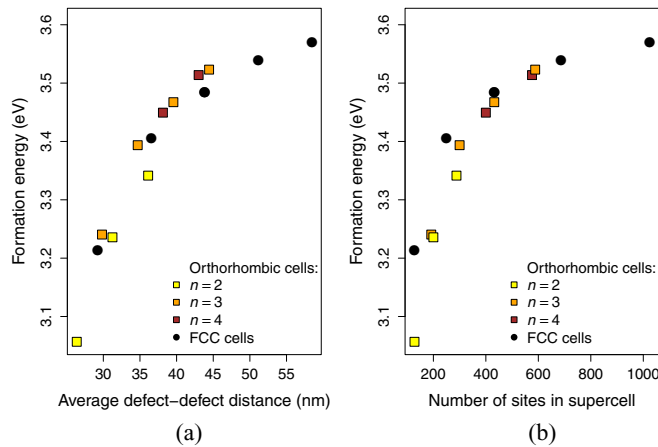 3.6
3.5
3.4
3.3
3.2
3.1
Formation energy (eV)
Orthorhombic cells:
n = 2
n = 3
n = 4
FCC cells
30 35 40 45 50 55
Average defect−defect distance (nm)
(a)
3.6
3.5
3.4
3.3
3.2
3.1
Formation energy (eV)
Orthorhombic cells:
n = 2
n = 3
n = 4
FCC cells
200 400 600 800 1000
Number of sites in supercell
(b)